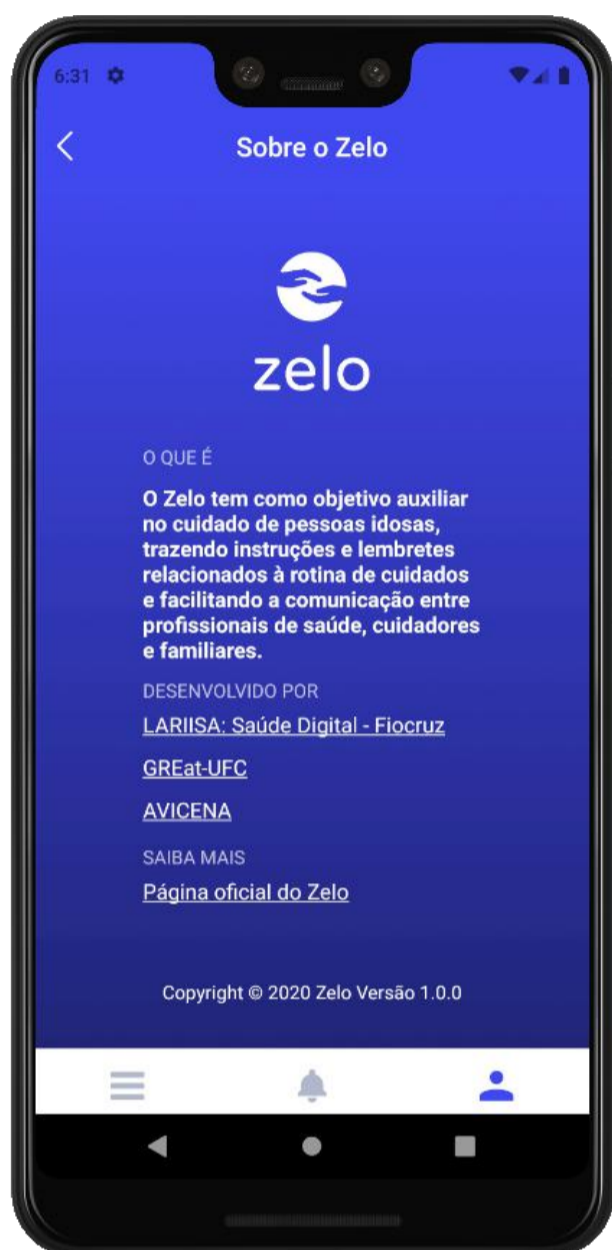 6:31
Sobre o Zelo
zelo
O QUE É
O Zelo tem como objetivo auxiliar
no cuidado de pessoas idosas,
trazendo instruções e lembretes
relacionados à rotina de cuidados
e facilitando a comunicação entre
profissionais de saúde, cuidadores
e familiares.
DESENVOLVIDO POR
LARIISA: Saúde Digital - Fiocruz
GREat-UFC
AVICENA
SAIBA MAIS
Página oficial do Zelo
Copyright © 2020 Zelo Versão 1.0.0